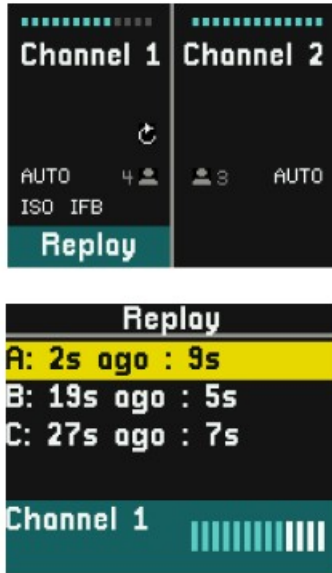 Channel 1 Channel 2
AUTO 4 3 AUTO
ISO IFB
Replay
Replay
A: 2s ago : 9s
B: 19s ago : 5s
C: 27s ago : 7s
Channel 1